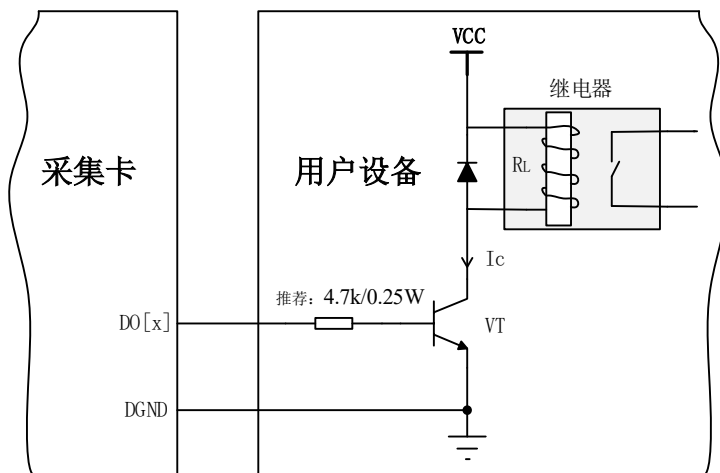 VCC
继电器
采集卡
用户设备
RL
Ic
推荐：4.7k/0.25W
DO[x]
VT
DGND